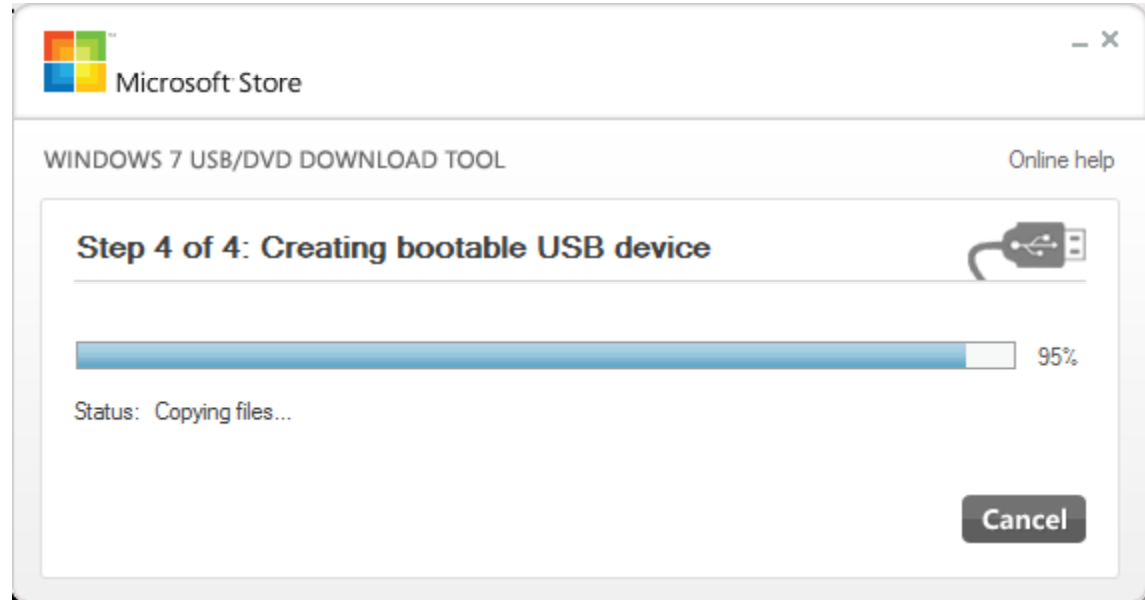 Microsoft Store
WINDOWS 7 USB/DVD DOWNLOAD TOOL
Online help
Step 4 of 4: Creating bootable USB device
95%
Status: Copying files...
Cancel